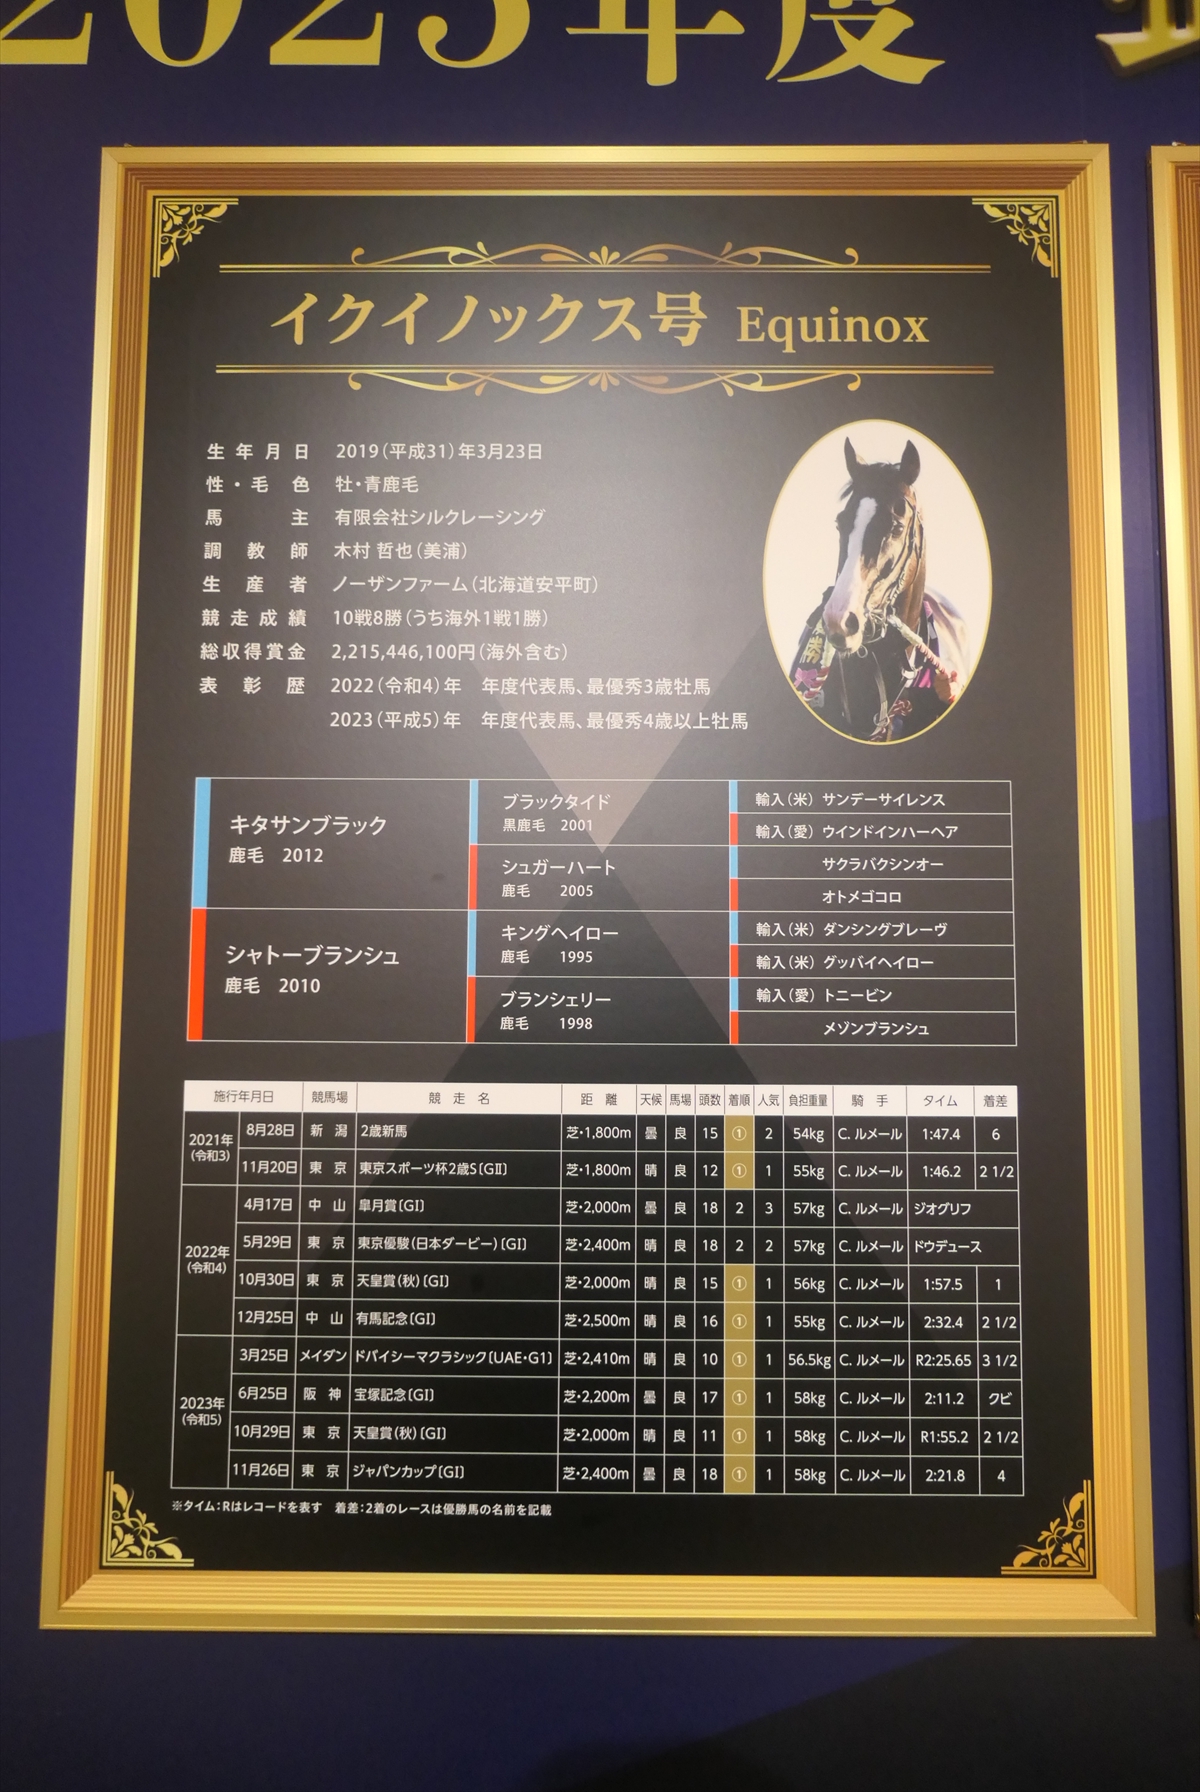 2023年度
イクイノックス号 Equinox
生年月日 2019(平成31)年3月23日
性・毛色 牡・青鹿毛
馬主 有限会社シルクレーシング
調教師 木村 哲也(美浦)
生産者 ノーザンファーム(北海道安平町)
競走成績 10戦8勝(うち海外1戦1勝)
総収得賞金 2,215,446,100円(海外含む)
表彰歴 2022(令和4)年 年度代表馬、最優秀3歳牡馬
2023(平成5)年 年度代表馬、最優秀4歳以上牡馬
キタサンブラック
鹿毛 2012
ブラックタイド
黒鹿毛 2001
輸入(米) サンデーサイレンス
輸入(愛) ウインドインハーヘア
シュガーハート
鹿毛 2005
サクラバクシンオー
オトメゴコロ
シャトーブランシュ
鹿毛 2010
キングヘイロー
鹿毛 1995
輸入(米) ダンシングブレーヴ
輸入(米) グッバイヘイロー
ブランシェリー
鹿毛 1998
輸入(愛) トニービン
メゾンブランシュ
施行年月日 競馬場 競走名 距離 天候 馬場 頭数 着順 人気 負担重量 騎手 タイム 着差
2021年(令和3) 8月28日 新潟 2歳新馬 芝・1,800m 曇 良 15 ① 2 54kg C. ルメール 1:47.4 6
11月20日 東京 東京スポーツ杯2歳S〔GⅡ〕 芝・1,800m 晴 良 12 ① 1 55kg C. ルメール 1:46.2 2 1/2
2022年(令和4) 4月17日 中山 皐月賞〔GI〕 芝・2,000m 曇 良 18 2 3 57kg C. ルメール ジオグリフ
5月29日 東京 東京優駿(日本ダービー)〔GI〕 芝・2,400m 晴 良 18 2 2 57kg C. ルメール ドウデュース
10月30日 東京 天皇賞(秋)〔GI〕 芝・2,000m 晴 良 15 ① 1 56kg C. ルメール 1:57.5 1
12月25日 中山 有馬記念〔GI〕 芝・2,500m 晴 良 16 ① 1 55kg C. ルメール 2:32.4 2 1/2
2023年(令和5) 3月25日 メイダン ドバイシーマクラシック〔UAE・G1〕 芝・2,410m 晴 良 10 ① 1 56.5kg C. ルメール R2:25.65 3 1/2
6月25日 阪神 宝塚記念〔GI〕 芝・2,200m 曇 良 17 ① 1 58kg C. ルメール 2:11.2 クビ
10月29日 東京 天皇賞(秋)〔GI〕 芝・2,000m 晴 良 11 ① 1 58kg C. ルメール R1:55.2 2 1/2
11月26日 東京 ジャパンカップ〔GI〕 芝・2,400m 曇 良 18 ① 1 58kg C. ルメール 2:21.8 4
※タイム：Rはレコードを表す 着差：2着のレースは優勝馬の名前を記載